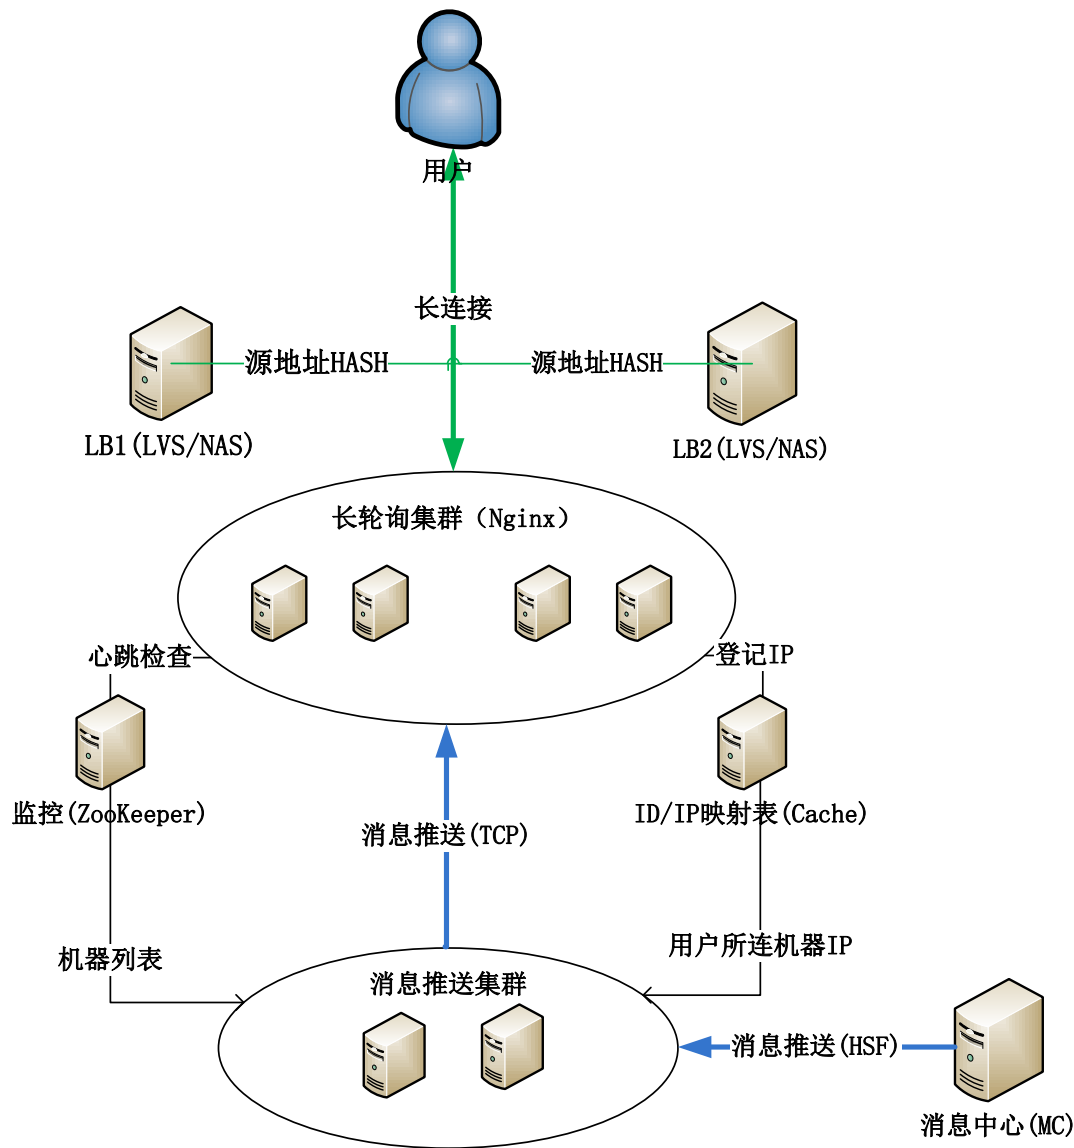 用户
长连接
源地址HASH
源地址HASH
LB1(LVS/NAS)
LB2(LVS/NAS)
长轮询集群（Nginx）
心跳检查
登记IP
监控(ZooKeeper)
ID/IP映射表(Cache)
消息推送(TCP)
机器列表
用户所连机器IP
消息推送集群
消息推送(HSF)
消息中心(MC)